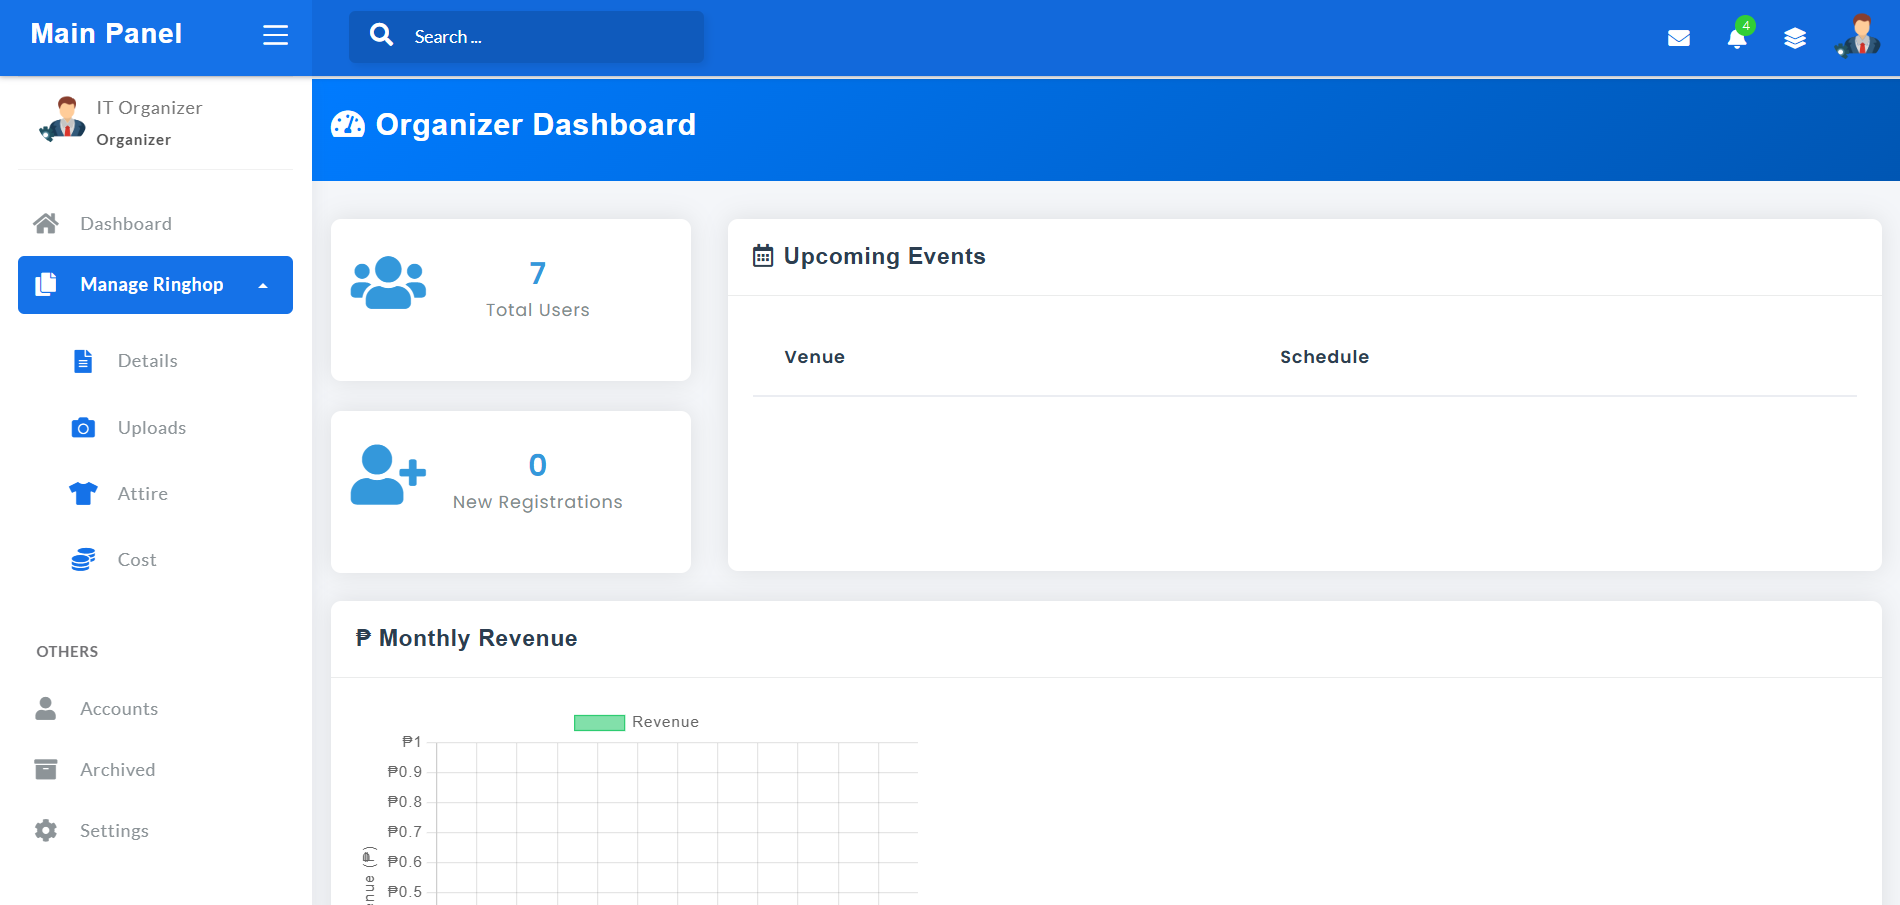 Main Panel
Search ...
4
IT Organizer
Organizer
Dashboard
Manage Ringhop
Details
Uploads
Attire
Cost
OTHERS
Accounts
Archived
Settings
Organizer Dashboard
7
Total Users
0
New Registrations
Upcoming Events
Venue
Schedule
₱ Monthly Revenue
Revenue
₱1
₱0.9
₱0.8
₱0.7
₱0.6
₱0.5